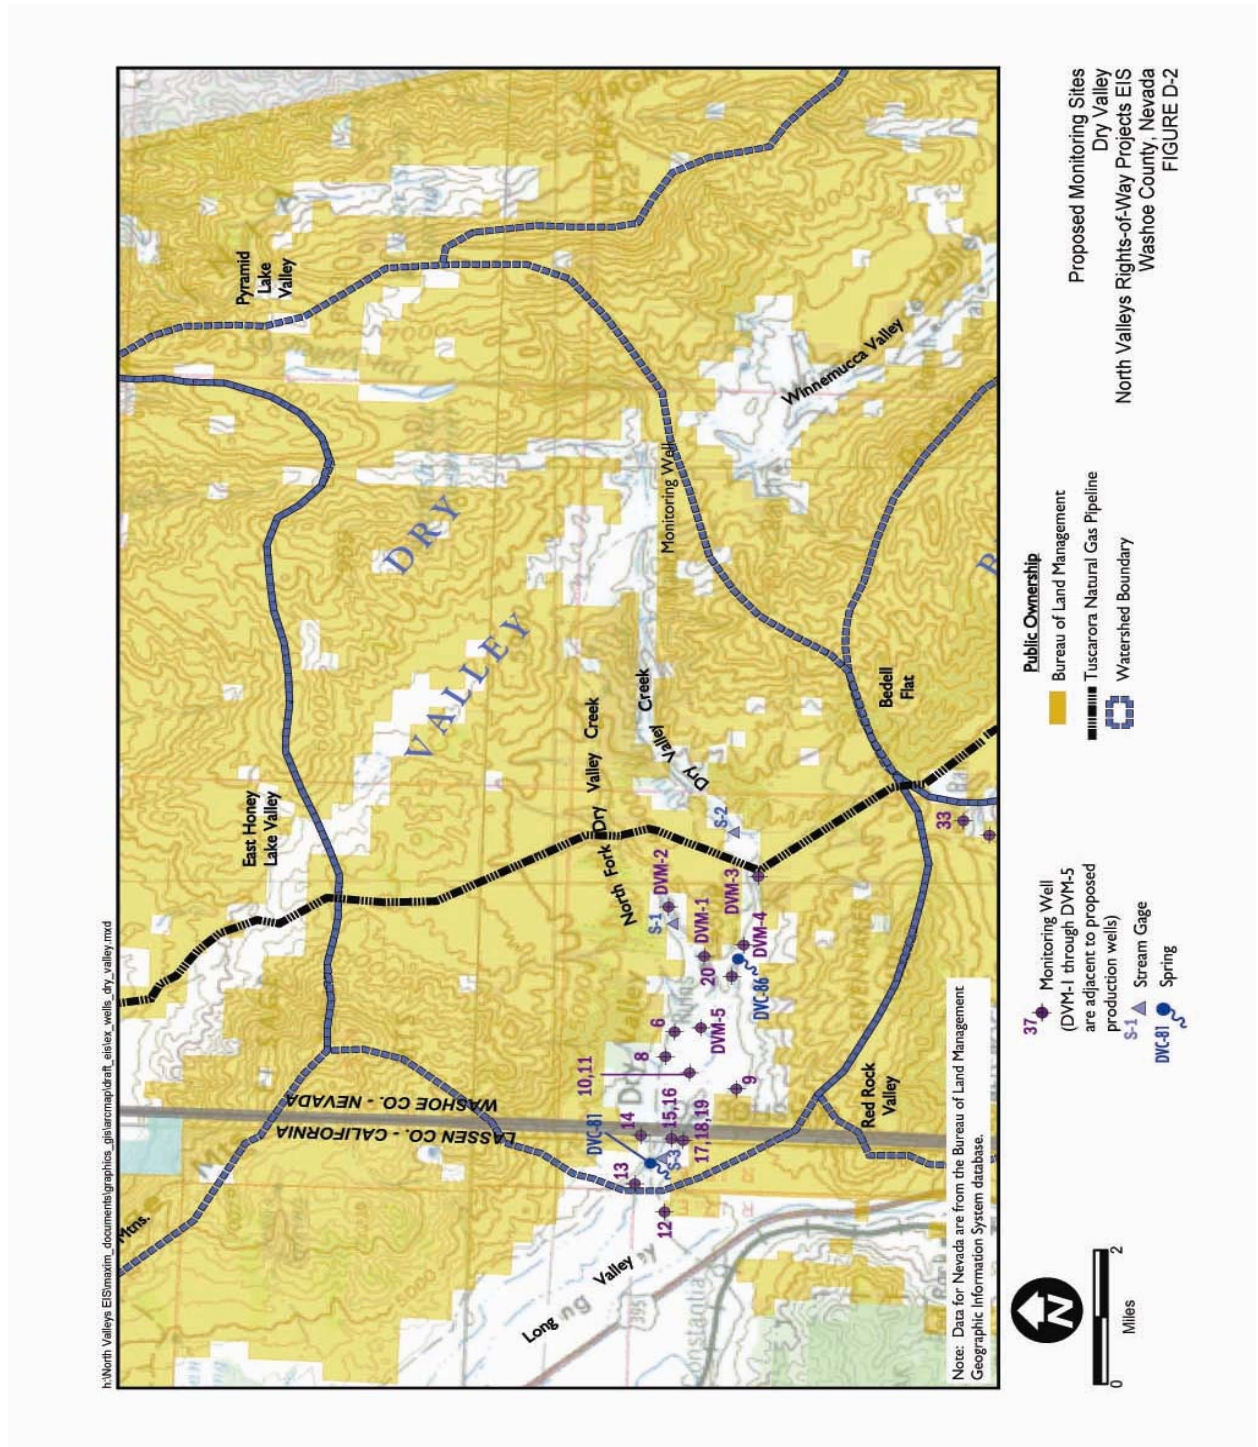 h:\North Valleys EIS\maxim_documents\graphics_gis\arcmap\draft_eis\ex_wells_dry_valley.mxd
Mtns.
East Honey
Lake Valley
Pyramid
Lake
Valley
LASSEN CO. - CALIFORNIA
WASHOE CO. - NEVADA
DRY
VALLEY
North Fork Dry Valley Creek
Dry Valley Creek
Monitoring Well
Winnemucca Valley
Long Valley
395
DVC-81
10,11
13
14
12
15,16
S-3
17,18,19
8
6
9
DVM-5
20
DVM-1
S-1
DVM-2
DVC-86
DVM-4
DVM-3
S-2
Red Rock
Valley
Bedell
Flat
33
Note: Data for Nevada are from the Bureau of Land Management
Geographic Information System database.
N
0
2
Miles
37
Monitoring Well
(DVM-1 through DVM-5
are adjacent to proposed
production wells)
S-1
Stream Gage
DVC-81
Spring
Public Ownership
Bureau of Land Management
Tuscarora Natural Gas Pipeline
Watershed Boundary
Proposed Monitoring Sites
Dry Valley
North Valleys Rights-of-Way Projects EIS
Washoe County, Nevada
FIGURE D-2